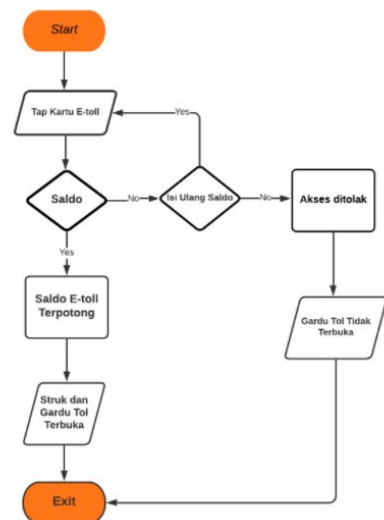 Start
Tap Kartu E-toll
Yes
Saldo
No
Isi Ulang Saldo
No
Akses ditolak
Yes
Saldo E-toll
Terpotong
Gardu Tol Tidak
Terbuka
Struk dan
Gardu Tol
Terbuka
Exit